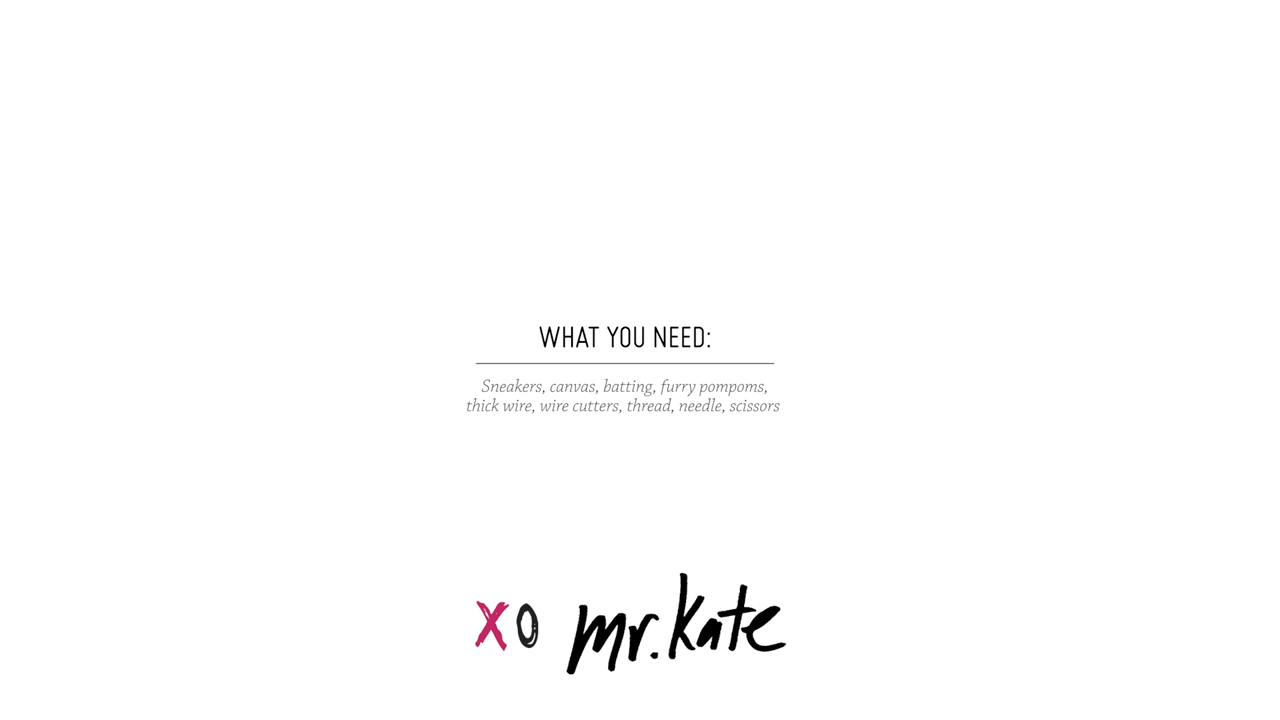 WHAT YOU NEED:
Sneakers, canvas, batting, furry pompoms,
thick wire, wire cutters, thread, needle, scissors
XO mr.kate